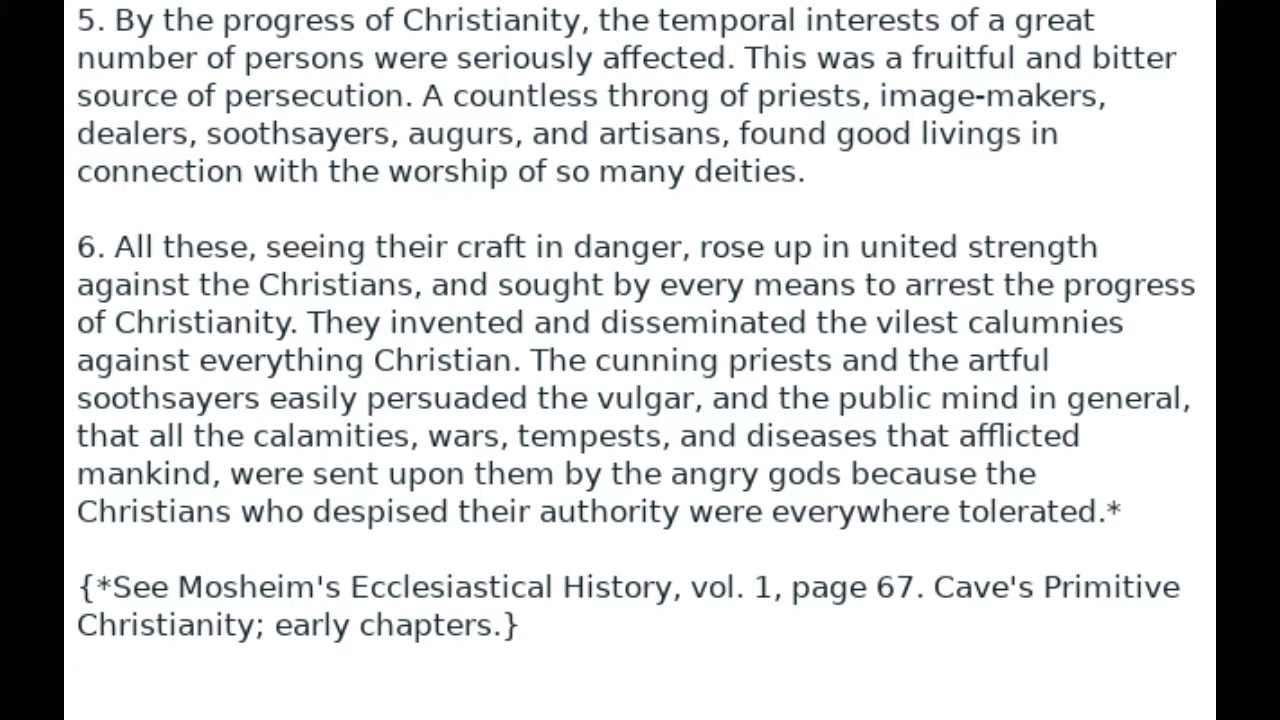 5. By the progress of Christianity, the temporal interests of a great
number of persons were seriously affected. This was a fruitful and bitter
source of persecution. A countless throng of priests, image-makers,
dealers, soothsayers, augurs, and artisans, found good livings in
connection with the worship of so many deities.
6. All these, seeing their craft in danger, rose up in united strength
against the Christians, and sought by every means to arrest the progress
of Christianity. They invented and disseminated the vilest calumnies
against everything Christian. The cunning priests and the artful
soothsayers easily persuaded the vulgar, and the public mind in general,
that all the calamities, wars, tempests, and diseases that afflicted
mankind, were sent upon them by the angry gods because the
Christians who despised their authority were everywhere tolerated.*
{*See Mosheim's Ecclesiastical History, vol. 1, page 67. Cave's Primitive
Christianity; early chapters.}